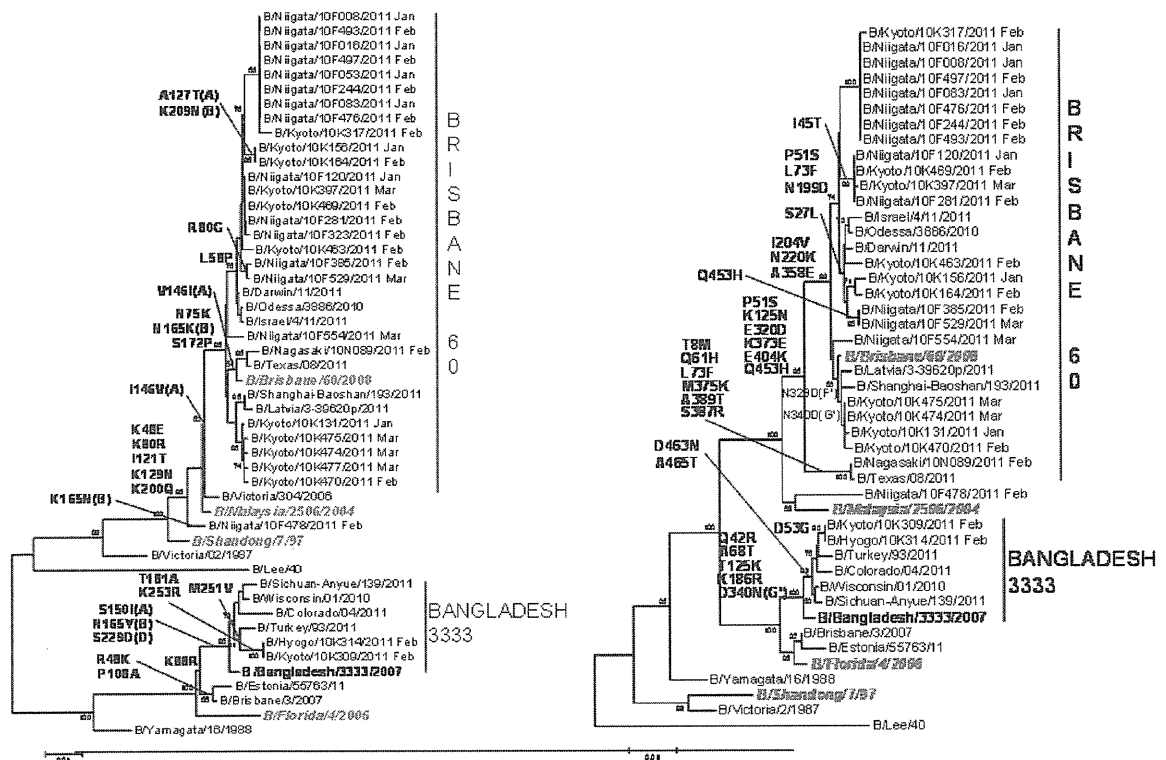 B/Niigata/10F008/2011 Jan
B/Niigata/10F493/2011 Feb
B/Niigata/10F016/2011 Jan
B/Niigata/10F497/2011 Feb
B/Niigata/10F053/2011 Jan
B/Niigata/10F244/2011 Feb
B/Niigata/10F083/2011 Jan
B/Niigata/10F476/2011 Feb
B/Kyoto/10K317/2011 Feb
B/Kyoto/10K156/2011 Jan
B/Kyoto/10K164/2011 Feb
B/Niigata/10F120/2011 Jan
B/Kyoto/10K397/2011 Mar
B/Kyoto/10K469/2011 Feb
B/Niigata/10F281/2011 Feb
B/Niigata/10F323/2011 Feb
B/Kyoto/10K463/2011 Feb
B/Niigata/10F385/2011 Feb
B/Niigata/10F529/2011 Mar
B/Darwin/11/2011
B/Odessa/3886/2010
B/Israel/4/11/2011
B/Niigata/10F554/2011 Mar
B/Nagasaki/10N089/2011 Feb
B/Texas/08/2011
B/Brisbane/60/2008
B/Shanghai-Baoshan/193/2011
B/Latvia/3-39620p/2011
B/Kyoto/10K131/2011 Jan
B/Kyoto/10K475/2011 Mar
B/Kyoto/10K474/2011 Mar
B/Kyoto/10K477/2011 Mar
B/Kyoto/10K470/2011 Feb
B/Victoria/304/2006
B/Malaysia/2506/2004
B/Niigata/10F478/2011 Feb
B/Shandong/7/97
B/Victoria/02/1987
B/Lee/40
B/Sichuan-Anyue/139/2011
B/Wisconsin/01/2010
B/Colorado/04/2011
B/Turkey/93/2011
B/Hyogo/10K314/2011 Feb
B/Kyoto/10K309/2011 Feb
B/Bangladesh/3333/2007
B/Estonia/55763/11
B/Brisbane/3/2007
B/Florida/4/2006
B/Yamagata/16/1988
A127T(A)
K209N(B)
R80G
L58P
V146I(A)
N75K
N165K(B)
S172P
I146V(A)
K48E
K80R
I121T
K129N
K200Q
K165N(B)
T181A
K253R
M251V
S150I(A)
N165Y(B)
S229D(D)
R48K
P108A
K88R
BRISBANE 60
BANGLADESH
3333
B/Kyoto/10K317/2011 Feb
B/Niigata/10F016/2011 Jan
B/Niigata/10F008/2011 Jan
B/Niigata/10F497/2011 Feb
B/Niigata/10F083/2011 Jan
B/Niigata/10F476/2011 Feb
B/Niigata/10F244/2011 Feb
B/Niigata/10F493/2011 Feb
B/Niigata/10F120/2011 Jan
B/Kyoto/10K469/2011 Feb
B/Kyoto/10K397/2011 Mar
B/Niigata/10F281/2011 Feb
B/Israel/4/11/2011
B/Odessa/3886/2010
B/Darwin/11/2011
B/Kyoto/10K463/2011 Feb
B/Kyoto/10K156/2011 Jan
B/Kyoto/10K164/2011 Feb
B/Niigata/10F385/2011 Feb
B/Niigata/10F529/2011 Mar
B/Niigata/10F554/2011 Mar
B/Brisbane/60/2008
B/Latvia/3-39620p/2011
B/Shanghai-Baoshan/193/2011
B/Kyoto/10K475/2011 Mar
B/Kyoto/10K474/2011 Mar
B/Kyoto/10K131/2011 Jan
B/Kyoto/10K470/2011 Feb
B/Nagasaki/10N089/2011 Feb
B/Texas/08/2011
B/Niigata/10F478/2011 Feb
B/Malaysia/2506/2004
B/Kyoto/10K309/2011 Feb
B/Hyogo/10K314/2011 Feb
B/Turkey/93/2011
B/Colorado/04/2011
B/Wisconsin/01/2010
B/Sichuan-Anyue/139/2011
B/Bangladesh/3333/2007
B/Brisbane/3/2007
B/Estonia/55763/11
B/Florida/4/2006
B/Yamagata/16/1988
B/Shandong/7/97
B/Victoria/2/1987
B/Lee/40
I45T
P51S
L73F
N199D
S27L
I204V
N220K
A358E
Q453H
P51S
K125N
E320D
K373E
E404K
Q453H
T8M
Q61H
L73F
M375K
A389T
S387R
N329D(F')
N340D(G')
D463N
A465T
D53G
Q42R
A68T
T125K
K186R
D340N(G")
BRISBANE 60
BANGLADESH
3333